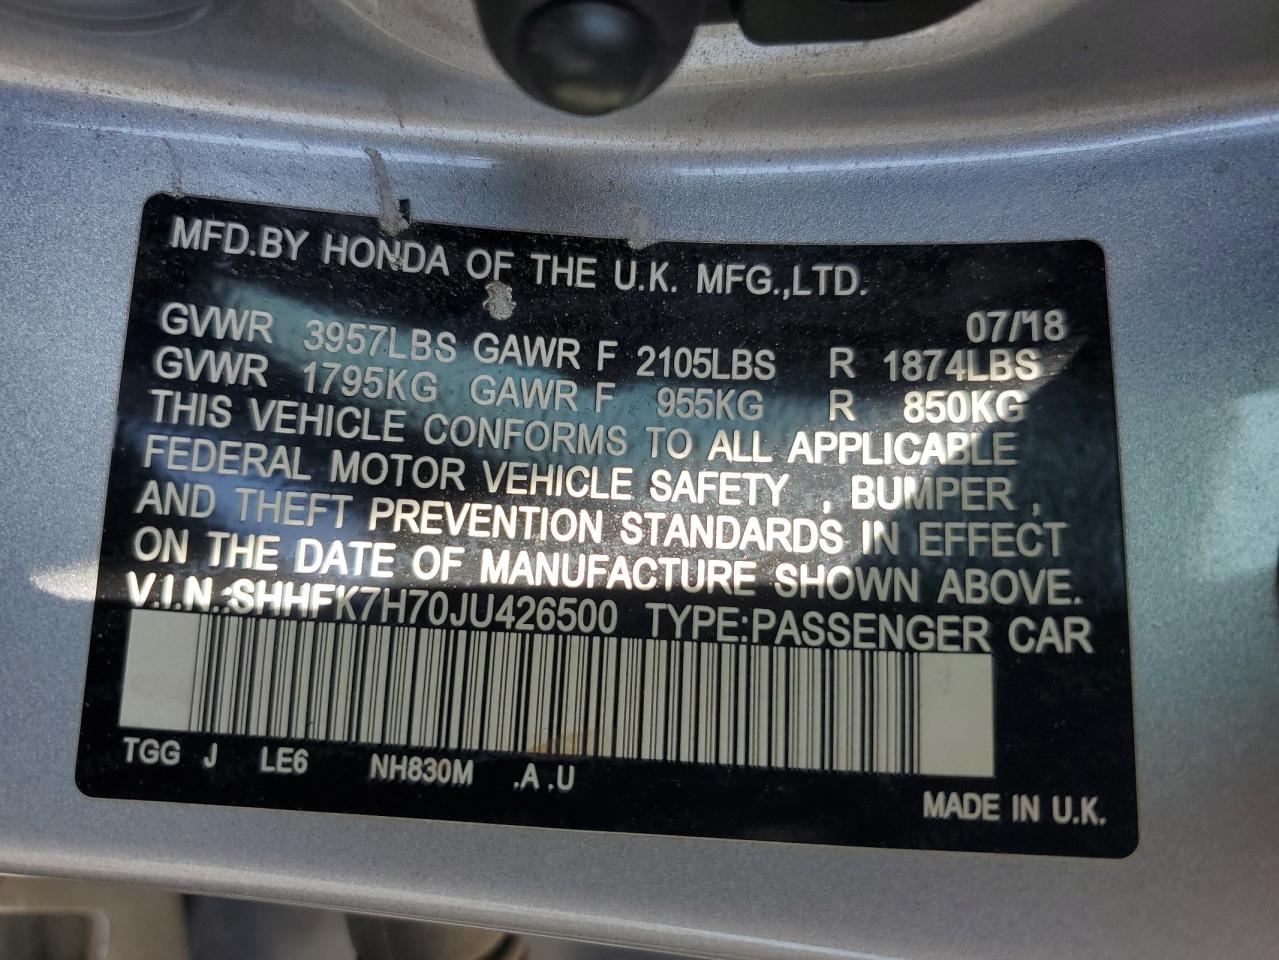 MFD.BY HONDA OF THE U.K. MFG.,LTD.
07/18
GVWR 3957LBS GAWR F 2105LBS R 1874LBS
GVWR 1795KG GAWR F 955KG R 850KG
THIS VEHICLE CONFORMS TO ALL APPLICABLE
FEDERAL MOTOR VEHICLE SAFETY , BUMPER ,
AND THEFT PREVENTION STANDARDS IN EFFECT
ON THE DATE OF MANUFACTURE SHOWN ABOVE.
V.I.N.:SHHFK7H70JU426500 TYPE:PASSENGER CAR
TGG J LE6 NH830M .A .U
MADE IN U.K.